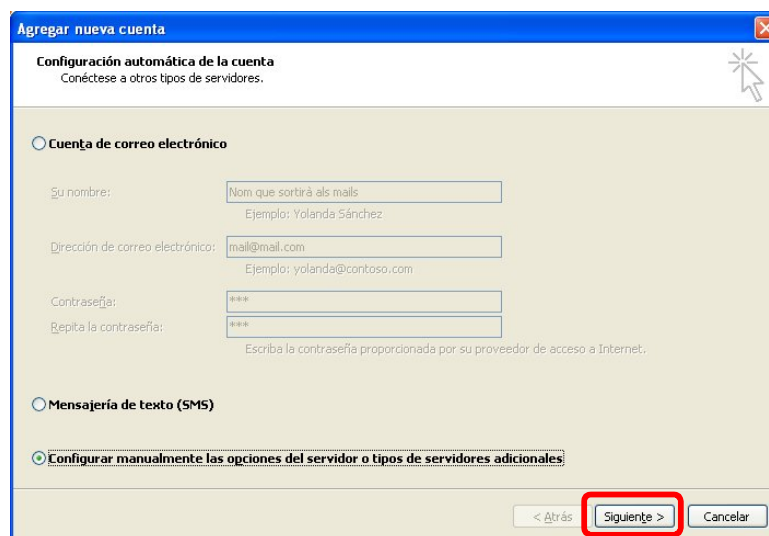 Agregar nueva cuenta
Configuración automática de la cuenta
Conéctese a otros tipos de servidores.
Cuenta de correo electrónico
Su nombre:
Nom que sortirà als mails
Ejemplo: Yolanda Sánchez
Dirección de correo electrónico:
mail@mail.com
Ejemplo: yolanda@contoso.com
Contraseña:
***
Repita la contraseña:
***
Escriba la contraseña proporcionada por su proveedor de acceso a Internet.
Mensajería de texto (SMS)
Configurar manualmente las opciones del servidor o tipos de servidores adicionales
< Atrás
Siguiente >
Cancelar